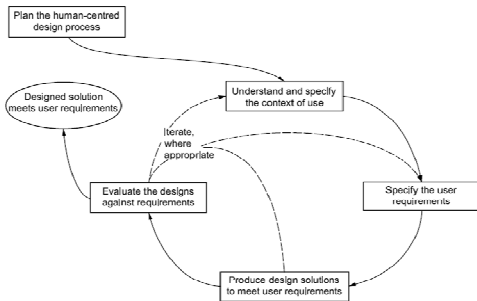 Plan the human-centred
design process
Designed solution
meets user requirements
Understand and specify
the context of use
Iterate,
where
appropriate
Evaluate the designs
against requirements
Specify the user
requirements
Produce design solutions
to meet user requirements